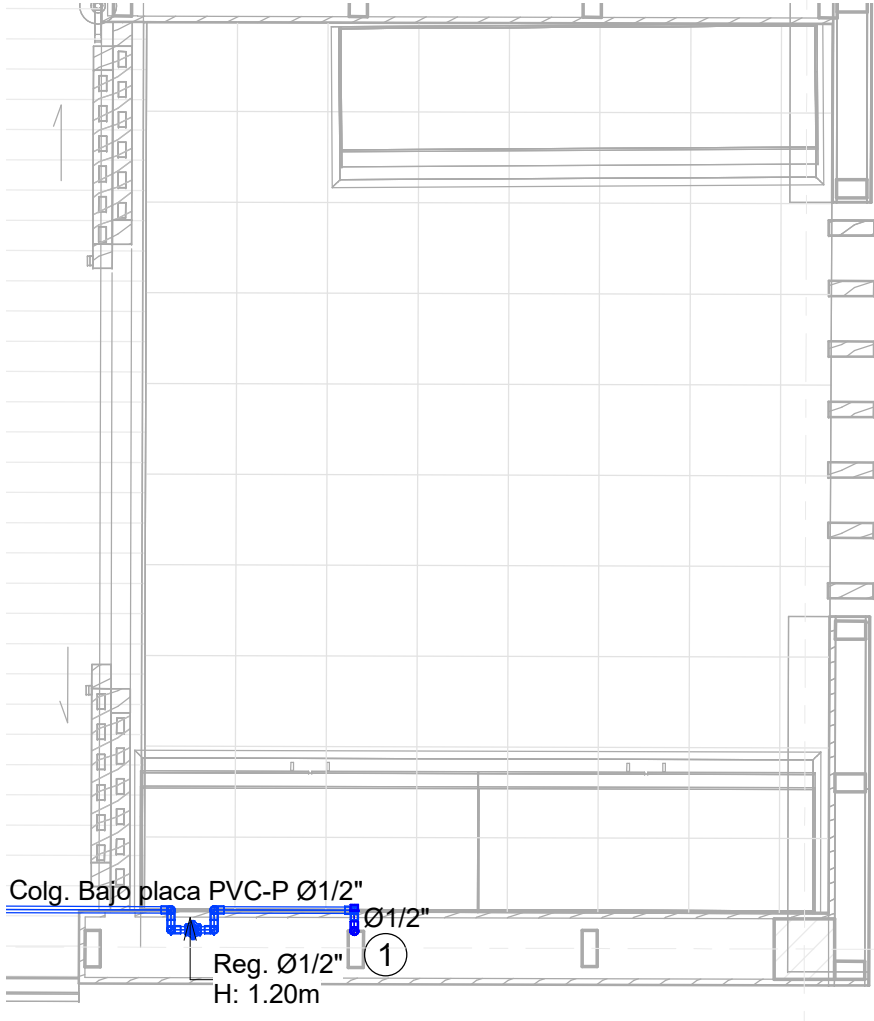 Colg. Bajo placa PVC-P Ø1/2"
Ø1/2"
1
Reg. Ø1/2"
H: 1.20m